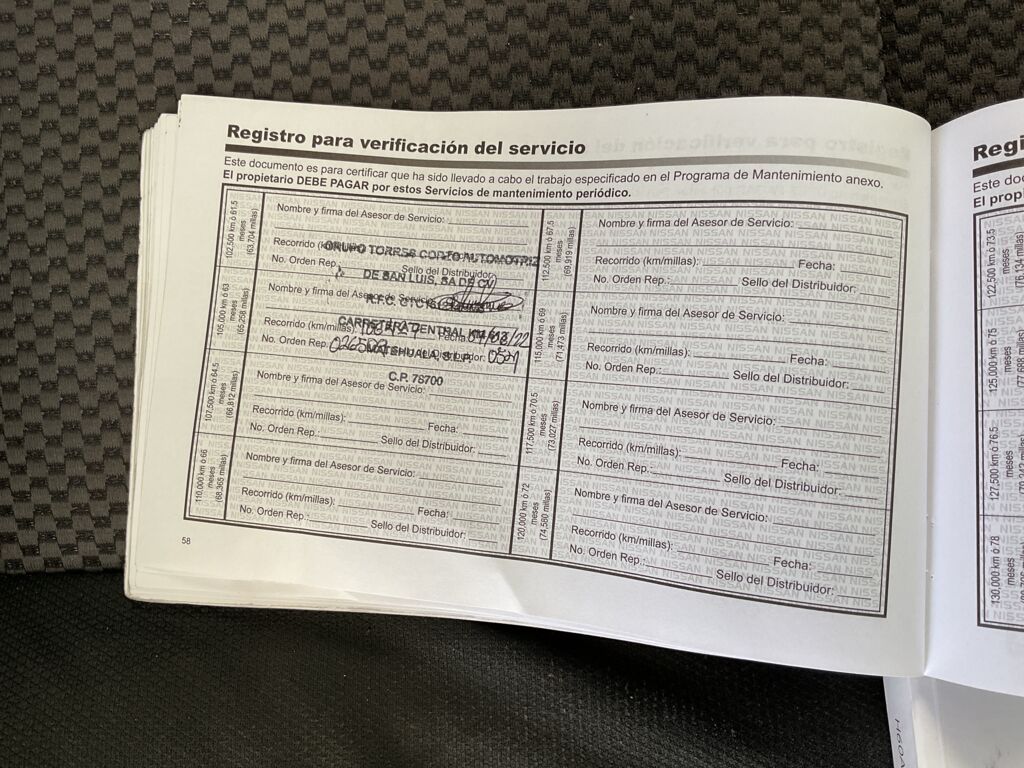 Registro para verificación del servicio
Este documento es para certificar que ha sido llevado a cabo el trabajo especificado en el Programa de Mantenimiento anexo.
El propietario DEBE PAGAR por estos Servicios de mantenimiento periódico.
102,500 km ó 61.5
meses
(63,704 millas)
Nombre y firma del Asesor de Servicio:
Recorrido
GRUPO TORRES CORZO AUTOMOTRIZ
No. Orden Rep.:
Sello del Distribuidor:
DE SAN LUIS, SA DE CV
105,000 km ó 63
meses
(65,258 millas)
Nombre y firma del
R.F.C.
CARRETERA CENTRAL
Recorrido (km/millas):
Fecha:
/08/22
No. Orden Rep.
MATEHUALA, S.L.P.
C.P. 78700
107,500 km ó 64.5
meses
(66,812 millas)
Nombre y firma del Asesor de Servicio:
Recorrido (km/millas):
Fecha:
No. Orden Rep.:
Sello del Distribuidor:
110,000 km ó 66
meses
(68,365 millas)
Nombre y firma del Asesor de Servicio:
Recorrido (km/millas):
Fecha:
No. Orden Rep.:
Sello del Distribuidor:
112,500 km ó 67.5
meses
(69,919 millas)
Nombre y firma del Asesor de Servicio:
Recorrido (km/millas):
Fecha:
No. Orden Rep.:
Sello del Distribuidor:
115,000 km ó 69
meses
(71,473 millas)
Nombre y firma del Asesor de Servicio:
Recorrido (km/millas):
Fecha:
No. Orden Rep.:
Sello del Distribuidor:
117,500 km ó 70.5
meses
(73,027 millas)
Nombre y firma del Asesor de Servicio:
Recorrido (km/millas):
Fecha:
No. Orden Rep.:
Sello del Distribuidor:
120,000 km ó 72
meses
(74,580 millas)
Nombre y firma del Asesor de Servicio:
Recorrido (km/millas):
Fecha:
No. Orden Rep.:
Sello del Distribuidor:
58
Regi
Este doc
El prop
122,500 km ó 73.5
meses
(76,134 millas)
125,000 km ó 75
meses
(77,688 millas)
127,500 km ó 76.5
meses
130,000 km ó 78
meses